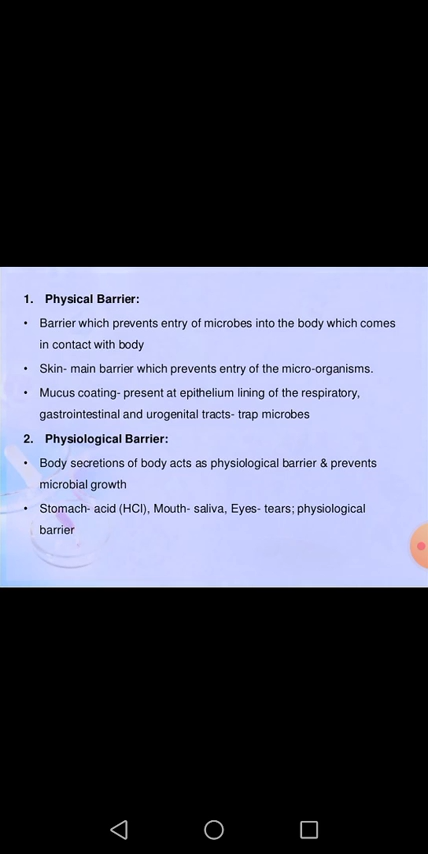 1. Physical Barrier:
• Barrier which prevents entry of microbes into the body which comes
in contact with body
• Skin- main barrier which prevents entry of the micro-organisms.
• Mucus coating- present at epithelium lining of the respiratory,
gastrointestinal and urogenital tracts- trap microbes
2. Physiological Barrier:
• Body secretions of body acts as physiological barrier & prevents
microbial growth
• Stomach- acid (HCl), Mouth- saliva, Eyes- tears; physiological
barrier